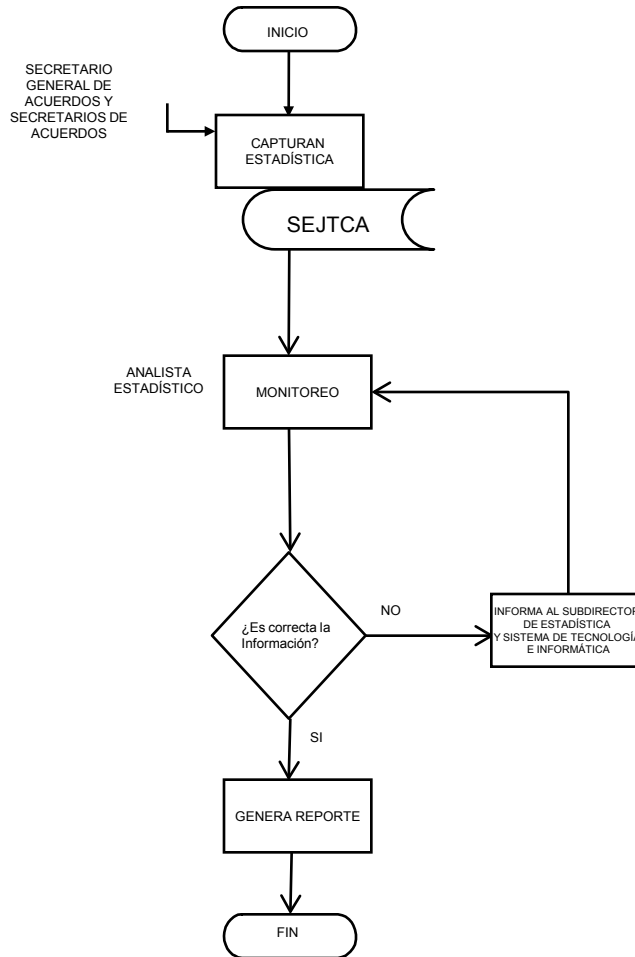 INICIO
SECRETARIO
GENERAL DE
ACUERDOS Y
SECRETARIOS DE
ACUERDOS
CAPTURAN
ESTADÍSTICA
SEJTCA
ANALISTA
ESTADÍSTICO
MONITOREO
¿Es correcta la
Información?
NO
INFORMA AL SUBDIRECTOR
DE ESTADÍSTICA
Y SISTEMA DE TECNOLOGÍA
E INFORMÁTICA
SI
GENERA REPORTE
FIN